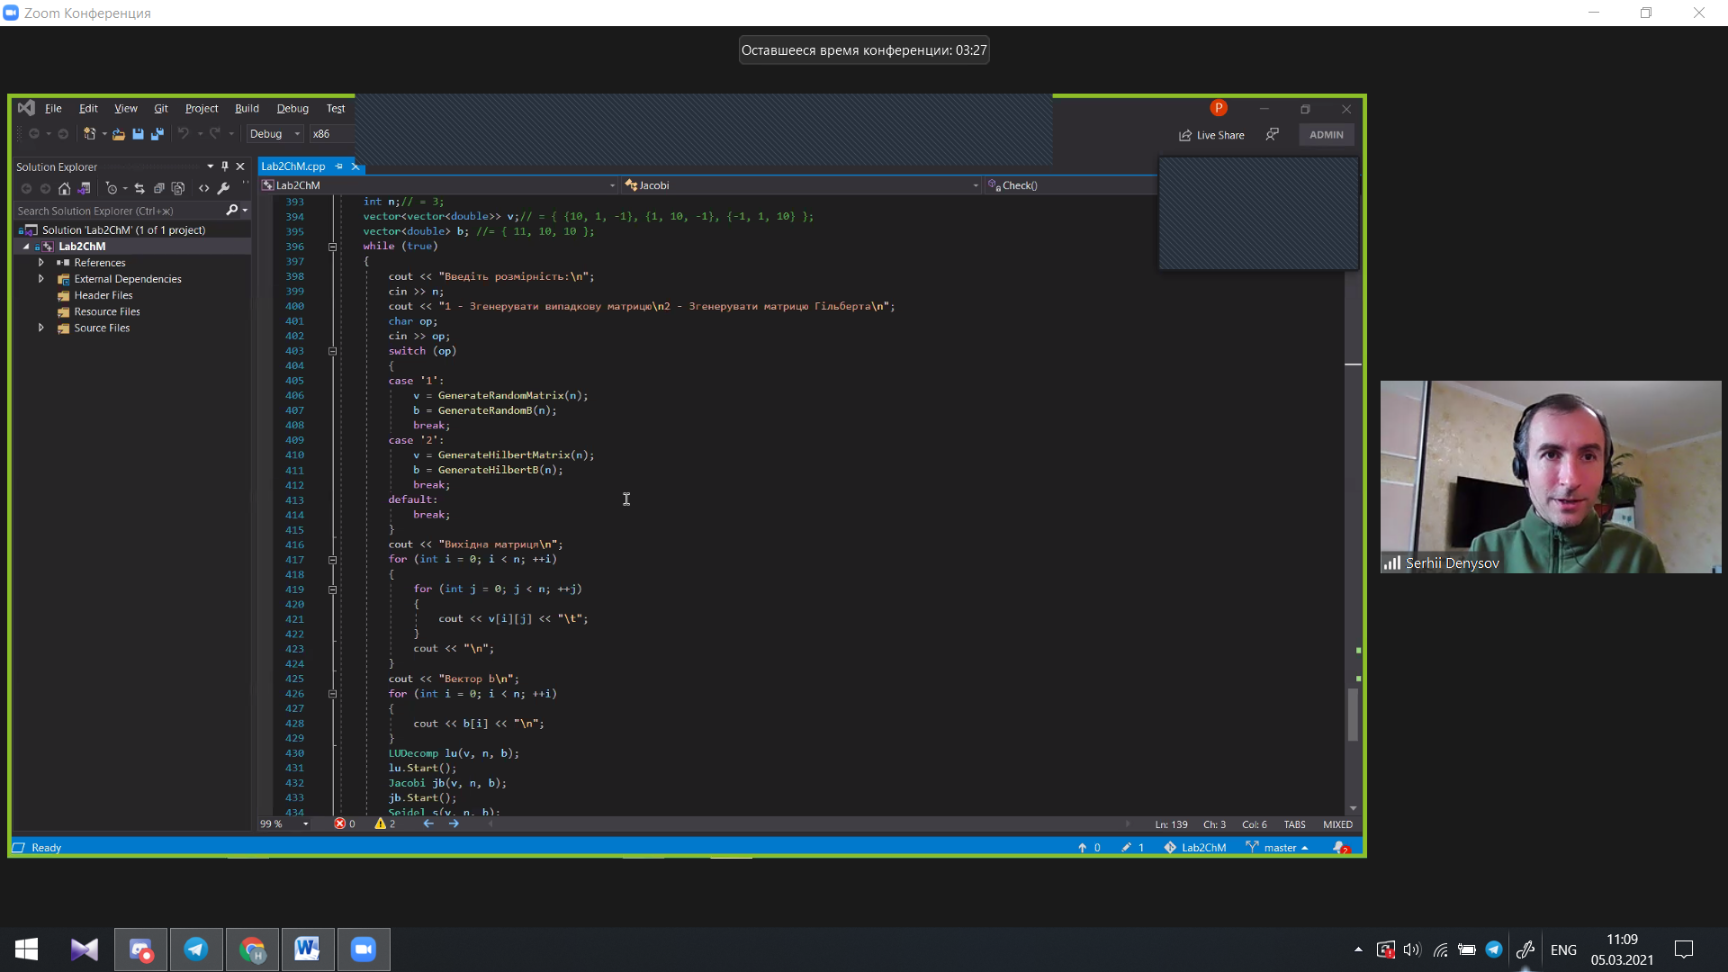 Zoom Конференция
Оставшееся время конференции: 03:27
File Edit View Git Project Build Debug Test
P
Debug x86
Live Share ADMIN
Solution Explorer
Lab2ChM.cpp
Lab2ChM Jacobi Check()
Search Solution Explorer (Ctrl+ж)
Solution 'Lab2ChM' (1 of 1 project)
Lab2ChM
References
External Dependencies
Header Files
Resource Files
Source Files
393 int n;// = 3;
394 vector<vector<double>> v;// = { {10, 1, -1}, {1, 10, -1}, {-1, 1, 10} };
395 vector<double> b; //= { 11, 10, 10 };
396 while (true)
397 {
398 cout << "Введіть розмірність:\n";
399 cin >> n;
400 cout << "1 - Згенерувати випадкову матрицю\n2 - Згенерувати матрицю Гільберта\n";
401 char op;
402 cin >> op;
403 switch (op)
404 {
405 case '1':
406 v = GenerateRandomMatrix(n);
407 b = GenerateRandomB(n);
408 break;
409 case '2':
410 v = GenerateHilbertMatrix(n);
411 b = GenerateHilbertB(n);
412 break;
413 default:
414 break;
415 }
416 cout << "Вихідна матриця\n";
417 for (int i = 0; i < n; ++i)
418 {
419 for (int j = 0; j < n; ++j)
420 {
421 cout << v[i][j] << "\t";
422 }
423 cout << "\n";
424 }
425 cout << "Вектор b\n";
426 for (int i = 0; i < n; ++i)
427 {
428 cout << b[i] << "\n";
429 }
430 LUDecomp lu(v, n, b);
431 lu.Start();
432 Jacobi jb(v, n, b);
433 jb.Start();
434 Seidel s(v, n, b);
99 % 0 2 Ln: 139 Ch: 3 Col: 6 TABS MIXED
Ready 0 1 Lab2ChM master 2
Serhii Denysov
H W ENG
11:09
05.03.2021